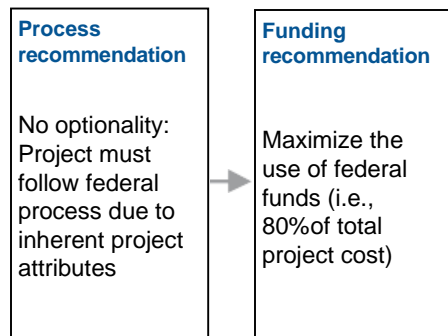 Process
recommendation
No optionality:
Project must
follow federal
process due to
inherent project
attributes
Funding
recommendation
Maximize the
use of federal
funds (i.e.,
80%of total
project cost)